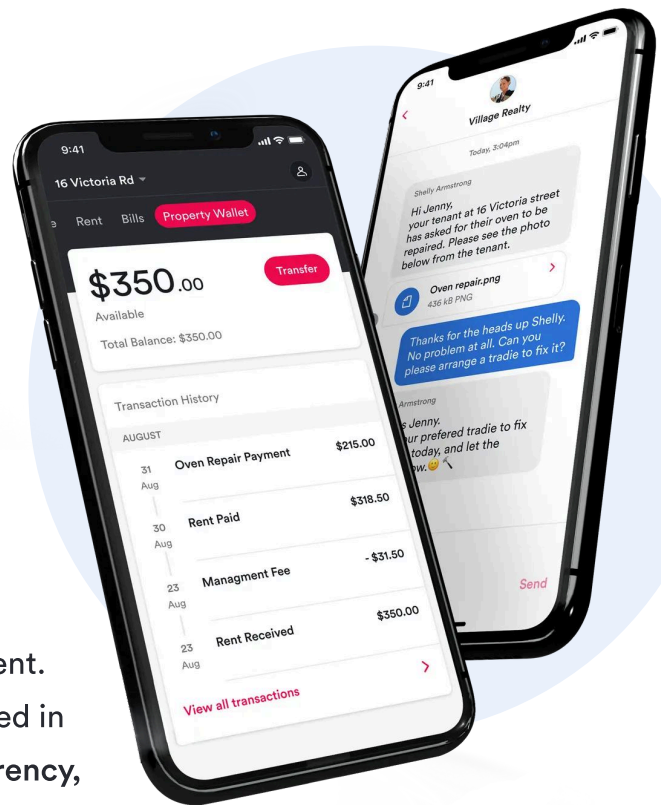 9:41
16 Victoria Rd
Rent Bills Property Wallet
$350.00
Transfer
Available
Total Balance: $350.00
Transaction History
AUGUST
31 Aug Oven Repair Payment $215.00
30 Aug Rent Paid $318.50
23 Aug Managment Fee - $31.50
23 Aug Rent Received $350.00
View all transactions
9:41
Village Realty
Today, 3:04pm
Shelly Armstrong
Hi Jenny,
your tenant at 16 Victoria street
has asked for their oven to be
repaired. Please see the photo
below from the tenant.
Oven repair.png
436 kB PNG
Thanks for the heads up Shelly.
No problem at all. Can you
please arrange a tradie to fix it?
Armstrong
Jenny.
prefered tradie to fix
today, and let the
Send
ent.
ed in
rency,